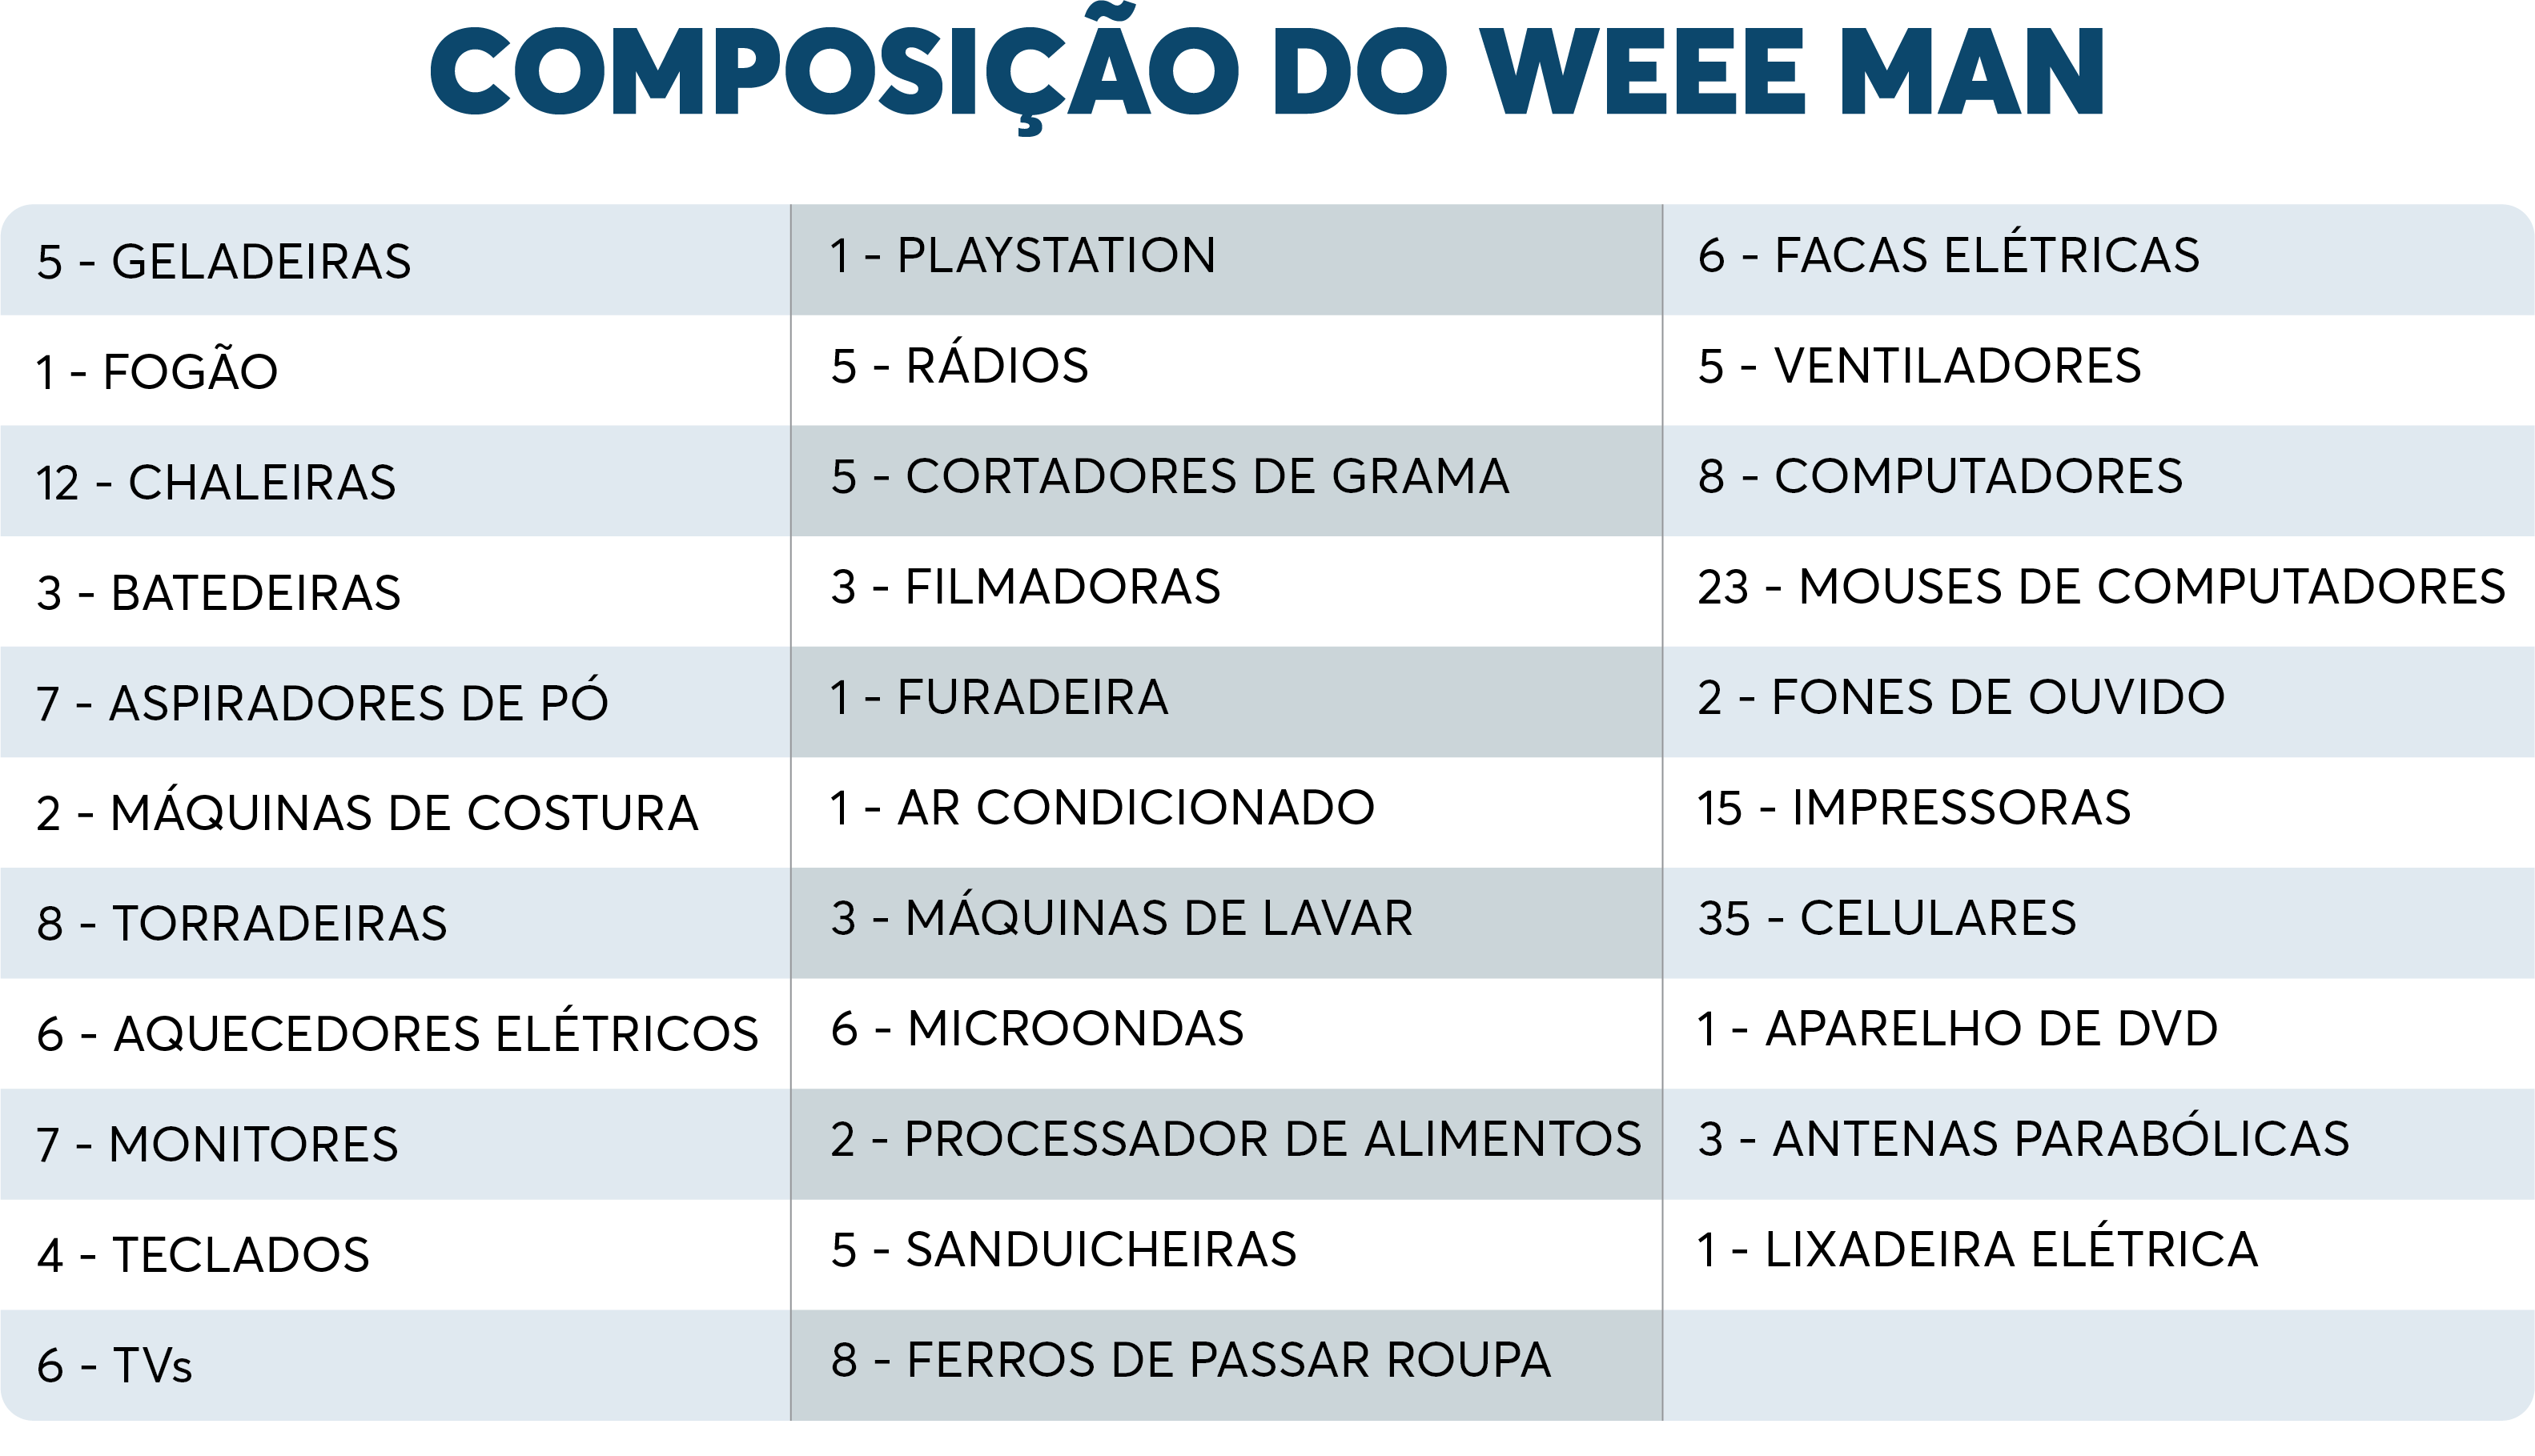 COMPOSIÇÃO DO WEEE MAN
5 - GELADEIRAS
1 - FOGÃO
12 - CHALEIRAS
3 - BATEDEIRAS
7 - ASPIRADORES DE PÓ
2 - MÁQUINAS DE COSTURA
8 - TORRADEIRAS
6 - AQUECEDORES ELÉTRICOS
7 - MONITORES
4 - TECLADOS
6 - TVs
1 - PLAYSTATION
5 - RÁDIOS
5 - CORTADORES DE GRAMA
3 - FILMADORAS
1 - FURADEIRA
1 - AR CONDICIONADO
3 - MÁQUINAS DE LAVAR
6 - MICROONDAS
2 - PROCESSADOR DE ALIMENTOS
5 - SANDUICHEIRAS
8 - FERROS DE PASSAR ROUPA
6 - FACAS ELÉTRICAS
5 - VENTILADORES
8 - COMPUTADORES
23 - MOUSES DE COMPUTADORES
2 - FONES DE OUVIDO
15 - IMPRESSORAS
35 - CELULARES
1 - APARELHO DE DVD
3 - ANTENAS PARABÓLICAS
1 - LIXADEIRA ELÉTRICA